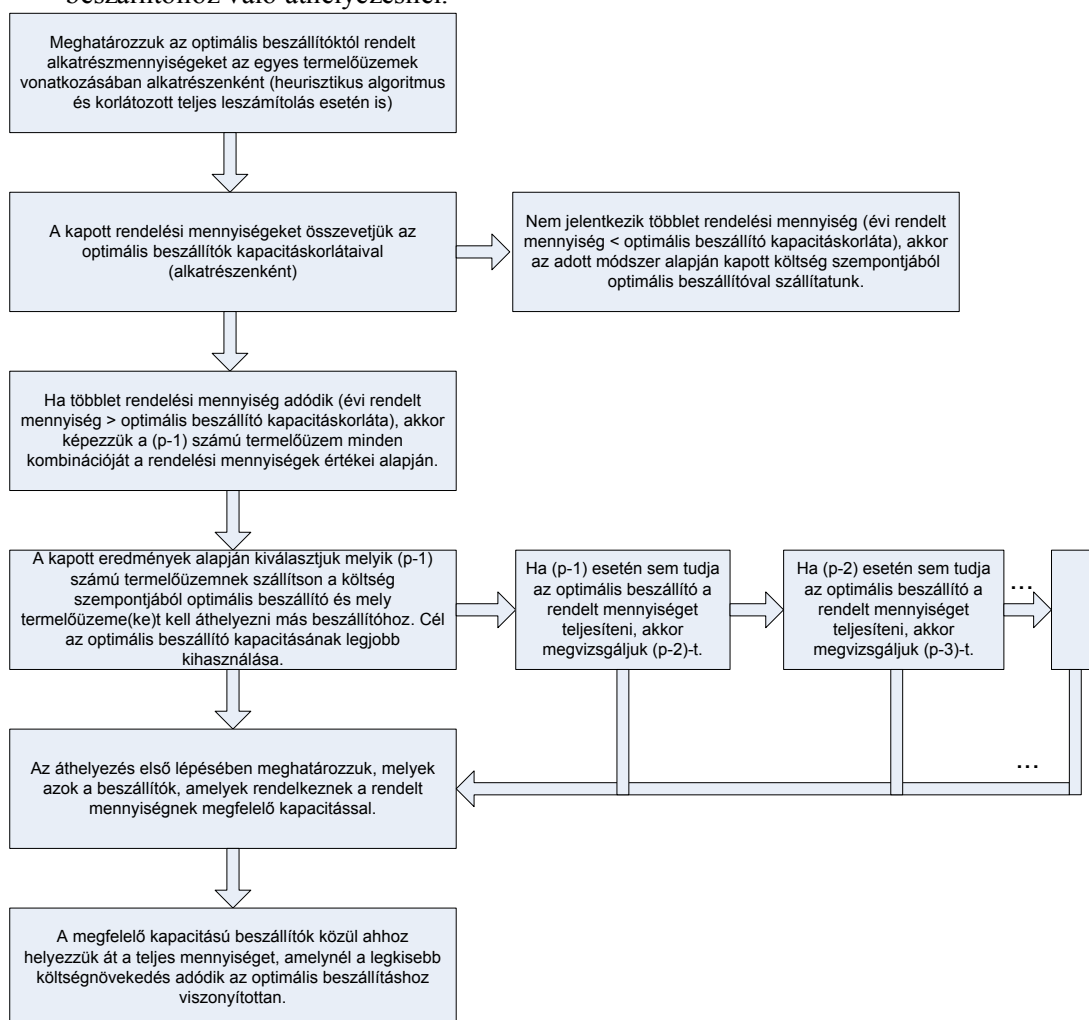 beszállítóhoz való áthelyezésnél.
Meghatározzuk az optimális beszállítóktól rendelt
alkatrészmennyiségeket az egyes termelőüzemek
vonatkozásában alkatrészenként (heurisztikus algoritmus
és korlátozott teljes leszámítolás esetén is)
A kapott rendelési mennyiségeket összevetjük az
optimális beszállítók kapacitáskorlátaival
(alkatrészenként)
Nem jelentkezik többlet rendelési mennyiség (évi rendelt
mennyiség < optimális beszállító kapacitáskorláta), akkor
az adott módszer alapján kapott költség szempontjából
optimális beszállítóval szállítatunk.
Ha többlet rendelési mennyiség adódik (évi rendelt
mennyiség > optimális beszállító kapacitáskorláta), akkor
képezzük a (p-1) számú termelőüzem minden
kombinációját a rendelési mennyiségek értékei alapján.
A kapott eredmények alapján kiválasztjuk melyik (p-1)
számú termelőüzemnek szállítson a költség
szempontjából optimális beszállító és mely
termelőüzeme(ke)t kell áthelyezni más beszállítóhoz. Cél
az optimális beszállító kapacitásának legjobb
kihasználása.
Ha (p-1) esetén sem tudja
az optimális beszállító a
rendelt mennyiséget
teljesíteni, akkor
megvizsgáljuk (p-2)-t.
Ha (p-2) esetén sem tudja
az optimális beszállító a
rendelt mennyiséget
teljesíteni, akkor
megvizsgáljuk (p-3)-t.
...
Az áthelyezés első lépésében meghatározzuk, melyek
azok a beszállítók, amelyek rendelkeznek a rendelt
mennyiségnek megfelelő kapacitással.
...
A megfelelő kapacitású beszállítók közül ahhoz
helyezzük át a teljes mennyiséget, amelynél a legkisebb
költségnövekedés adódik az optimális beszállításhoz
viszonyítottan.